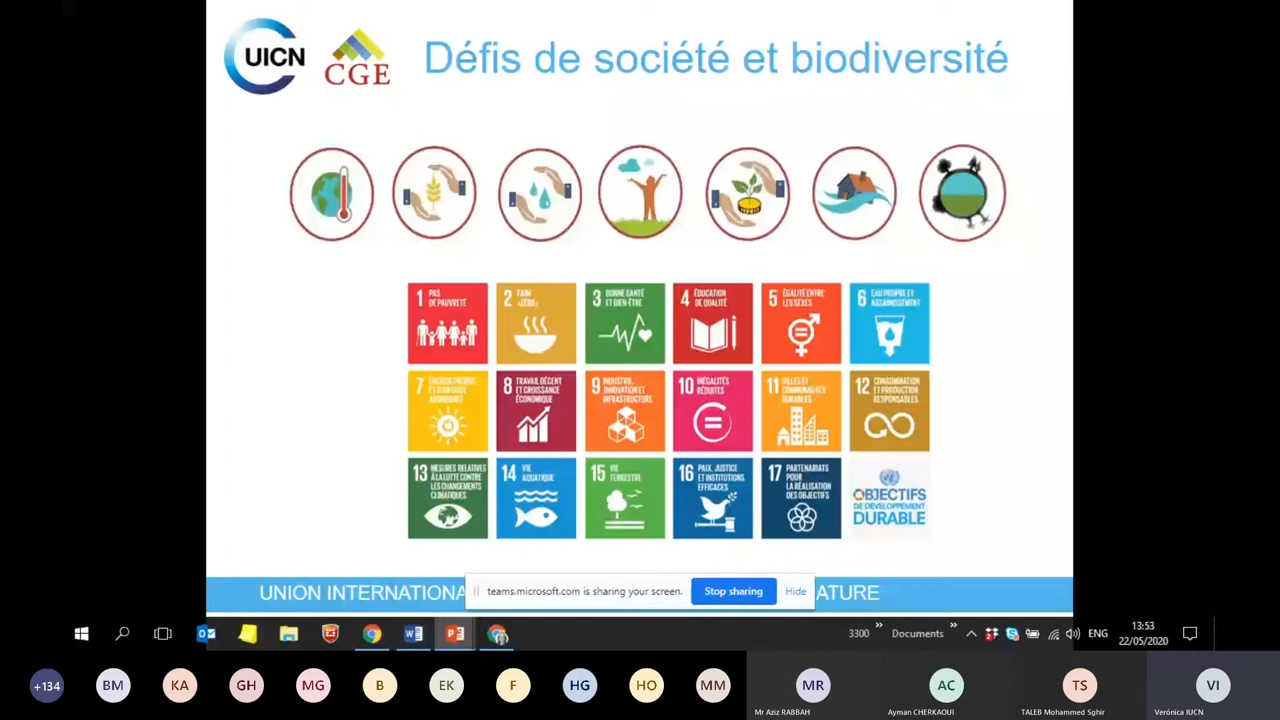 UICN
CGE
Défis de société et biodiversité
1 PAS
DE PAUVRETÉ
2 FAIM
«ZÉRO»
3 BONNE SANTÉ
ET BIEN-ÊTRE
4 ÉDUCATION
DE QUALITÉ
5 ÉGALITÉ ENTRE
LES SEXES
6 EAU PROPRE ET
ASSAINISSEMENT
7
8 TRAVAIL DÉCENT
ET CROISSANCE
ÉCONOMIQUE
9 INDUSTRIE,
INNOVATION ET
INFRASTRUCTURE
10 INÉGALITÉS
RÉDUITES
11 VILLES ET
COMMUNAUTÉS
DURABLES
12 CONSOMMATION
ET PRODUCTION
RESPONSABLES
13 MESURES RELATIVES
À LA LUTTE CONTRE
LES CHANGEMENTS
CLIMATIQUES
14 VIE
AQUATIQUE
15 VIE
TERRESTRE
16 PAIX, JUSTICE
ET INSTITUTIONS
EFFICACES
17 PARTENARIATS
POUR
LA RÉALISATION
DES OBJECTIFS
OBJECTIFS
DE DÉVELOPPEMENT
DURABLE
UNION INTERNATIONA
ATURE
teams.microsoft.com is sharing your screen.
Stop sharing
Hide
3300
Documents
ENG
13:53
22/05/2020
+134
BM
KA
GH
MG
B
EK
F
HG
HO
MM
MR
AC
TS
VI
Mr Aziz RABBAH
Ayman CHERKAOUI
TALEB Mohammed Sghir
Verónica IUCN